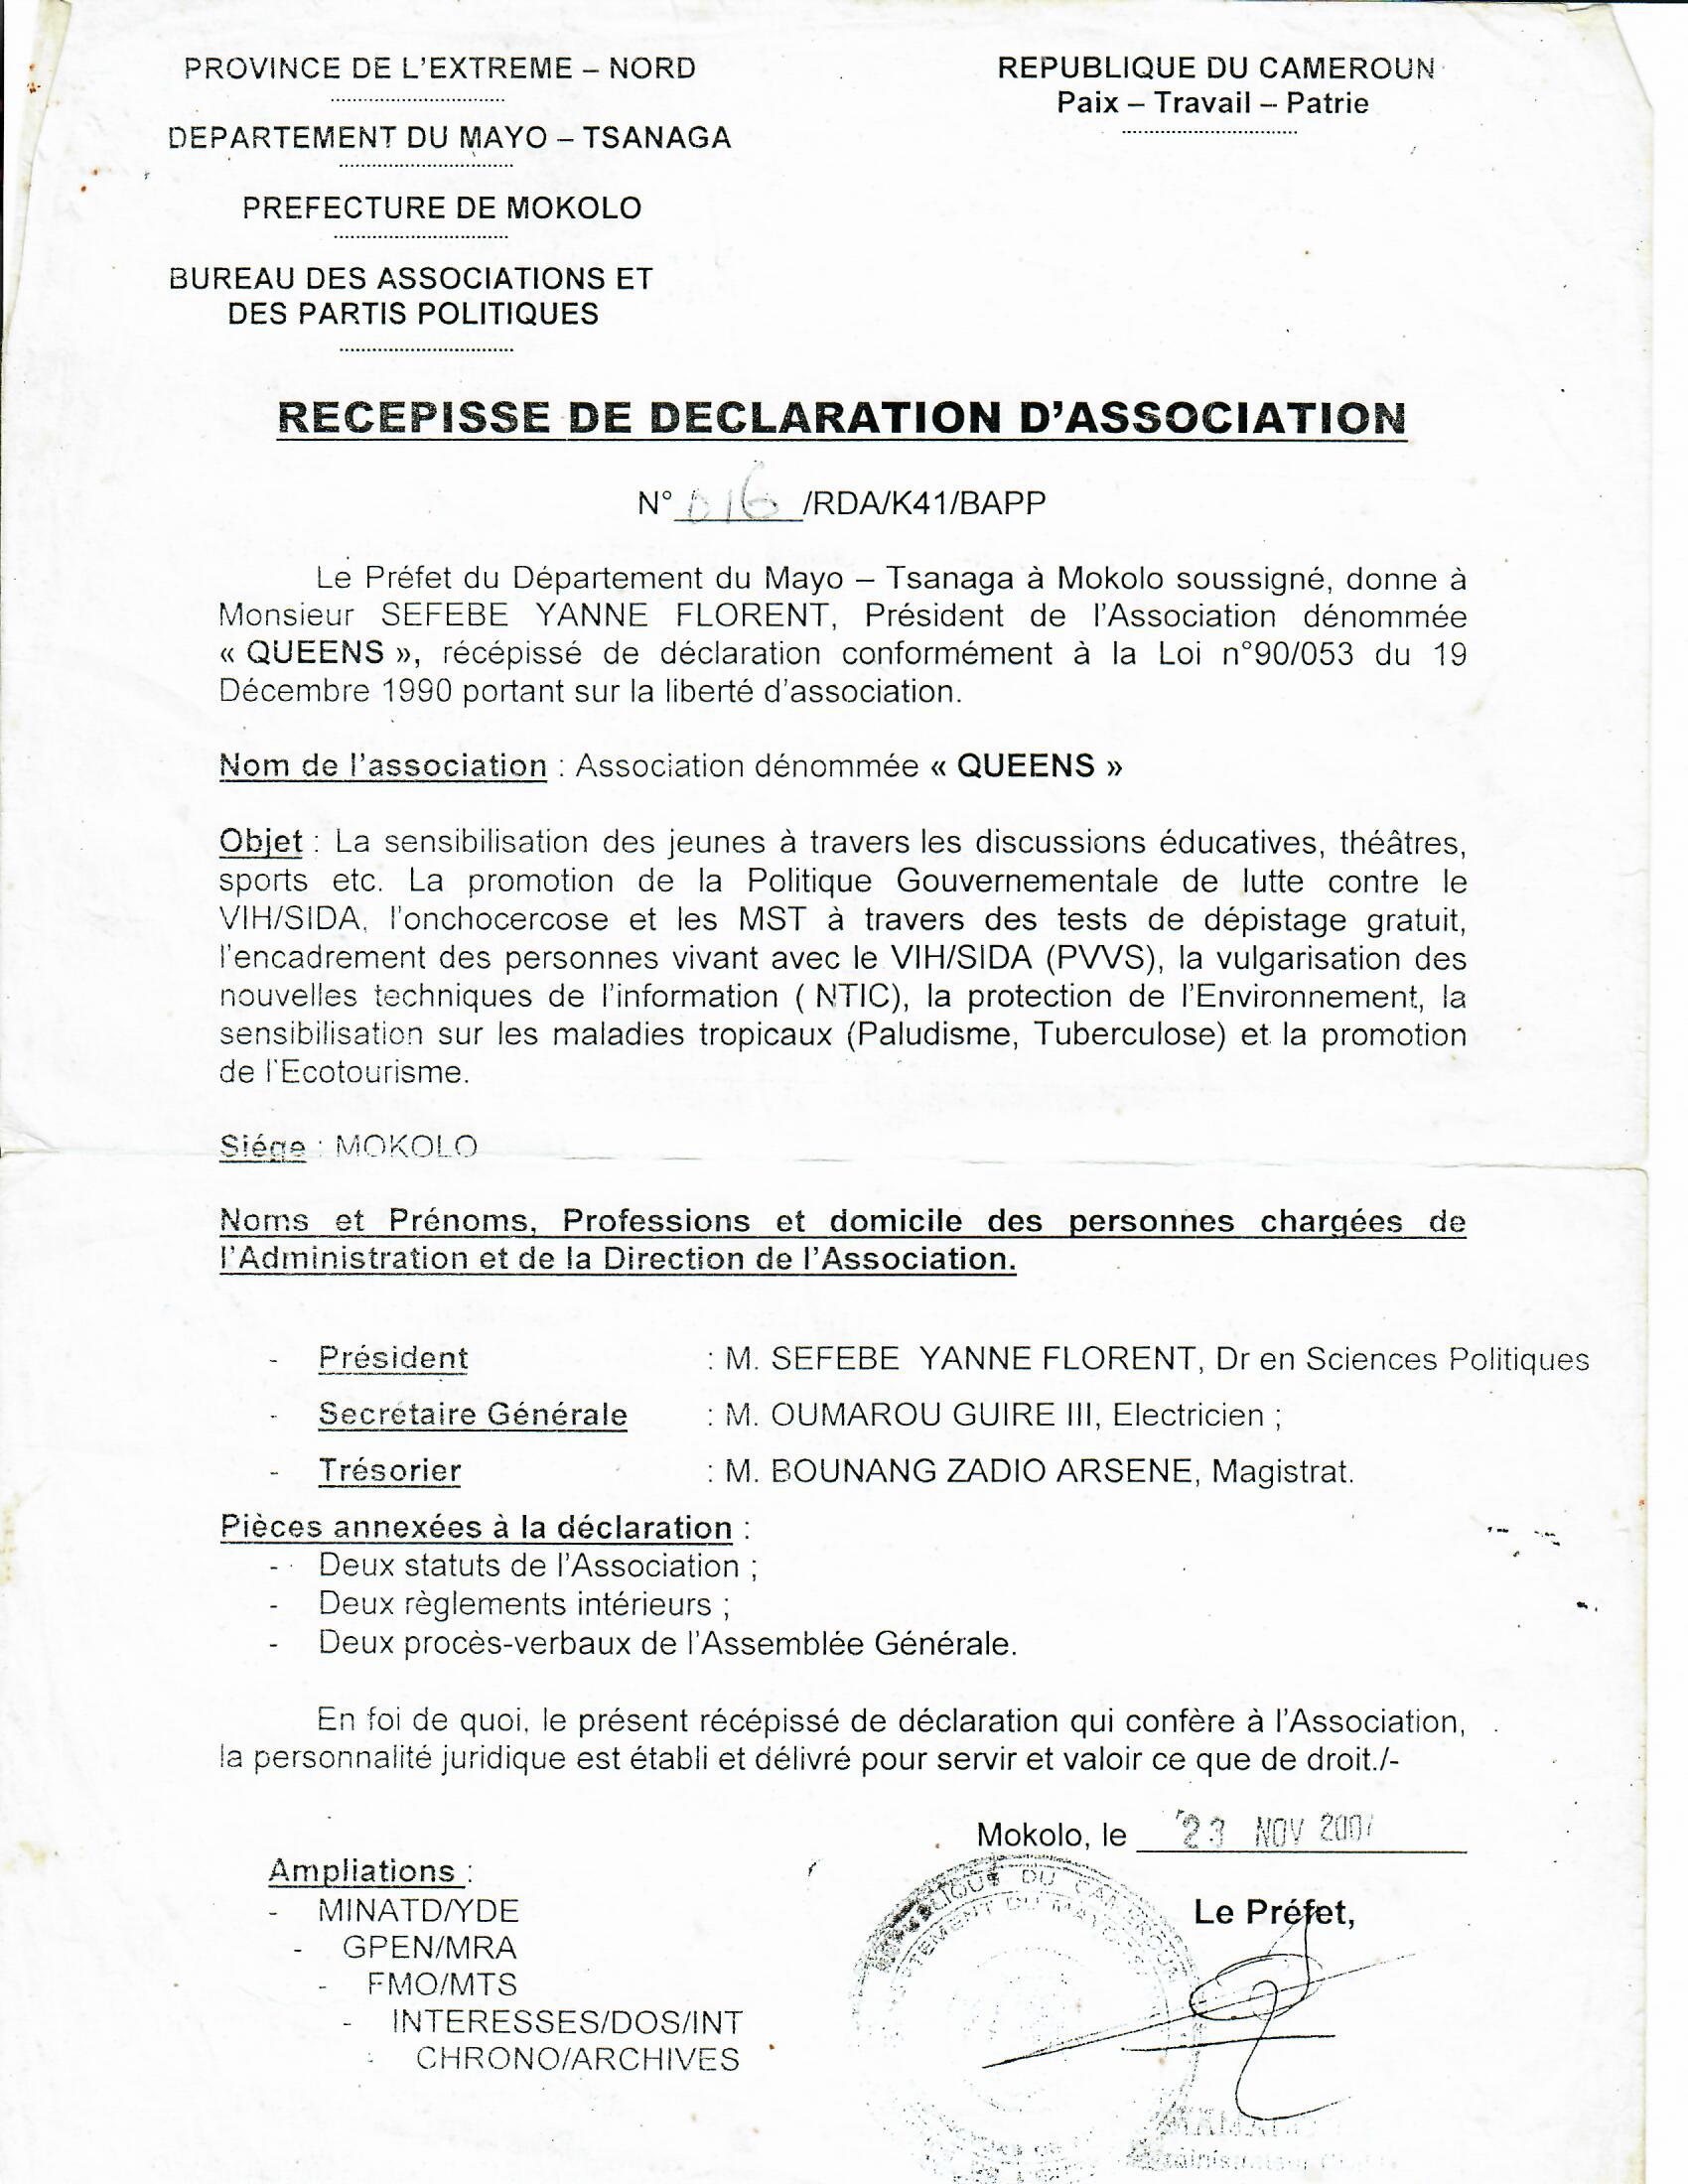 PROVINCE DE L'EXTREME – NORD
DEPARTEMENT DU MAYO – TSANAGA
PREFECTURE DE MOKOLO
BUREAU DES ASSOCIATIONS ET
DES PARTIS POLITIQUES
REPUBLIQUE DU CAMEROUN
Paix – Travail – Patrie
RECEPISSE DE DECLARATION D'ASSOCIATION
N° 016 /RDA/K41/BAPP
Le Préfet du Département du Mayo – Tsanaga à Mokolo soussigné, donne à
Monsieur SEFEBE YANNE FLORENT, Président de l'Association dénommée
« QUEENS », récépissé de déclaration conformément à la Loi n°90/053 du 19
Décembre 1990 portant sur la liberté d'association.
Nom de l'association : Association dénommée « QUEENS »
Objet : La sensibilisation des jeunes à travers les discussions éducatives, théâtres,
sports etc. La promotion de la Politique Gouvernementale de lutte contre le
VIH/SIDA, l'onchocercose et les MST à travers des tests de dépistage gratuit,
l'encadrement des personnes vivant avec le VIH/SIDA (PVVS), la vulgarisation des
nouvelles techniques de l'information ( NTIC), la protection de l'Environnement, la
sensibilisation sur les maladies tropicaux (Paludisme, Tuberculose) et la promotion
de l'Ecotourisme.
Siége : MOKOLO
Noms et Prénoms, Professions et domicile des personnes chargées de
l'Administration et de la Direction de l'Association.
- Président : M. SEFEBE YANNE FLORENT, Dr en Sciences Politiques
- Secrétaire Générale : M. OUMAROU GUIRE III, Electricien ;
- Trésorier : M. BOUNANG ZADIO ARSENE, Magistrat.
Pièces annexées à la déclaration :
- Deux statuts de l'Association ;
- Deux règlements intérieurs ;
- Deux procès-verbaux de l'Assemblée Générale.
En foi de quoi, le présent récépissé de déclaration qui confère à l'Association,
la personnalité juridique est établi et délivré pour servir et valoir ce que de droit./-
Mokolo, le 23 NOV
Le Préfet,
Ampliations :
- MINATD/YDE
- GPEN/MRA
- FMO/MTS
- INTERESSES/DOS/INT
- CHRONO/ARCHIVES
DU CAMEROUN